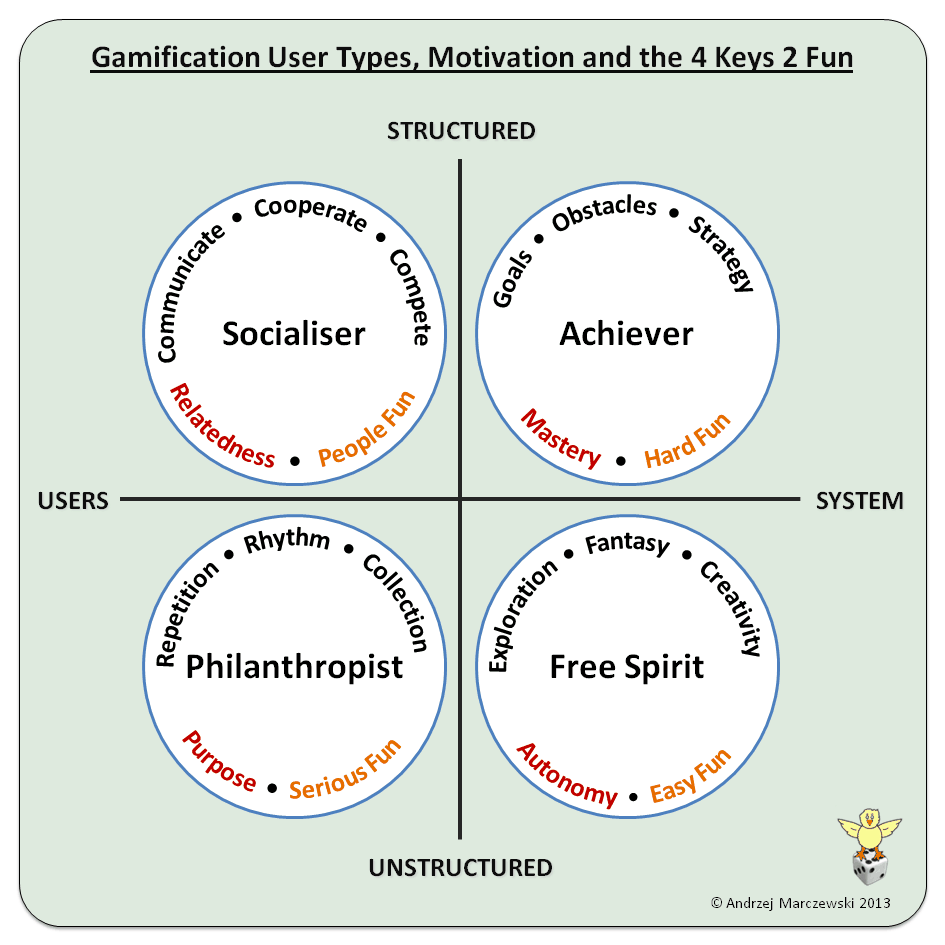 Gamification User Types, Motivation and the 4 Keys 2 Fun
STRUCTURED
Communicate • Cooperate • Compete
Socialiser
Relatedness • People Fun
Goals • Obstacles • Strategy
Achiever
Mastery • Hard Fun
USERS
SYSTEM
Repetition • Rhythm • Collection
Philanthropist
Purpose • Serious Fun
Exploration • Fantasy • Creativity
Free Spirit
Autonomy • Easy Fun
UNSTRUCTURED
© Andrzej Marczewski 2013